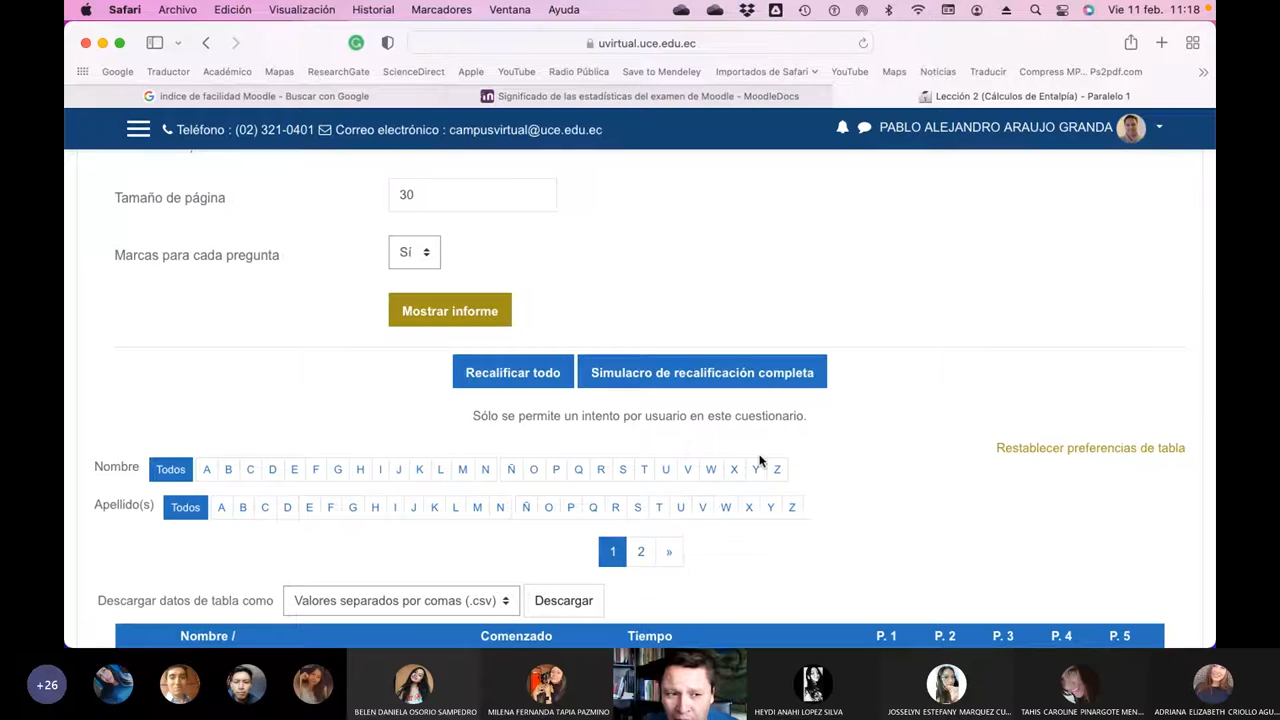 Safari Archivo Edición Visualización Historial Marcadores Ventana Ayuda Vie 11 feb. 11:18
uvirtual.uce.edu.ec
Google Traductor Académico Mapas ResearchGate ScienceDirect Apple YouTube Radio Pública Save to Mendeley Importados de Safari YouTube Maps Noticias Traducir Compress MP... Ps2pdf.com
indice de facilidad Moodle - Buscar con Google Significado de las estadísticas del examen de Moodle - MoodleDocs Lección 2 (Cálculos de Entalpía) - Paralelo 1
Teléfono : (02) 321-0401 Correo electrónico : campusvirtual@uce.edu.ec PABLO ALEJANDRO ARAUJO GRANDA
Tamaño de página 30
Marcas para cada pregunta Sí
Mostrar informe
Recalificar todo Simulacro de recalificación completa
Sólo se permite un intento por usuario en este cuestionario.
Restablecer preferencias de tabla
Nombre Todos A B C D E F G H I J K L M N Ñ O P Q R S T U V W X Y Z
Apellido(s) Todos A B C D E F G H I J K L M N Ñ O P Q R S T U V W X Y Z
1 2 »
Descargar datos de tabla como Valores separados por comas (.csv) Descargar
Nombre / Comenzado Tiempo P. 1 P. 2 P. 3 P. 4 P. 5
+26 BELEN DANIELA OSORIO SAMPEDRO MILENA FERNANDA TAPIA PAZMINO HEYDI ANAHI LOPEZ SILVA JOSSELYN ESTEFANY MARQUEZ CU... TAHIS CAROLINE PINARGOTE MEN... ADRIANA ELIZABETH CRIOLLO AGU...